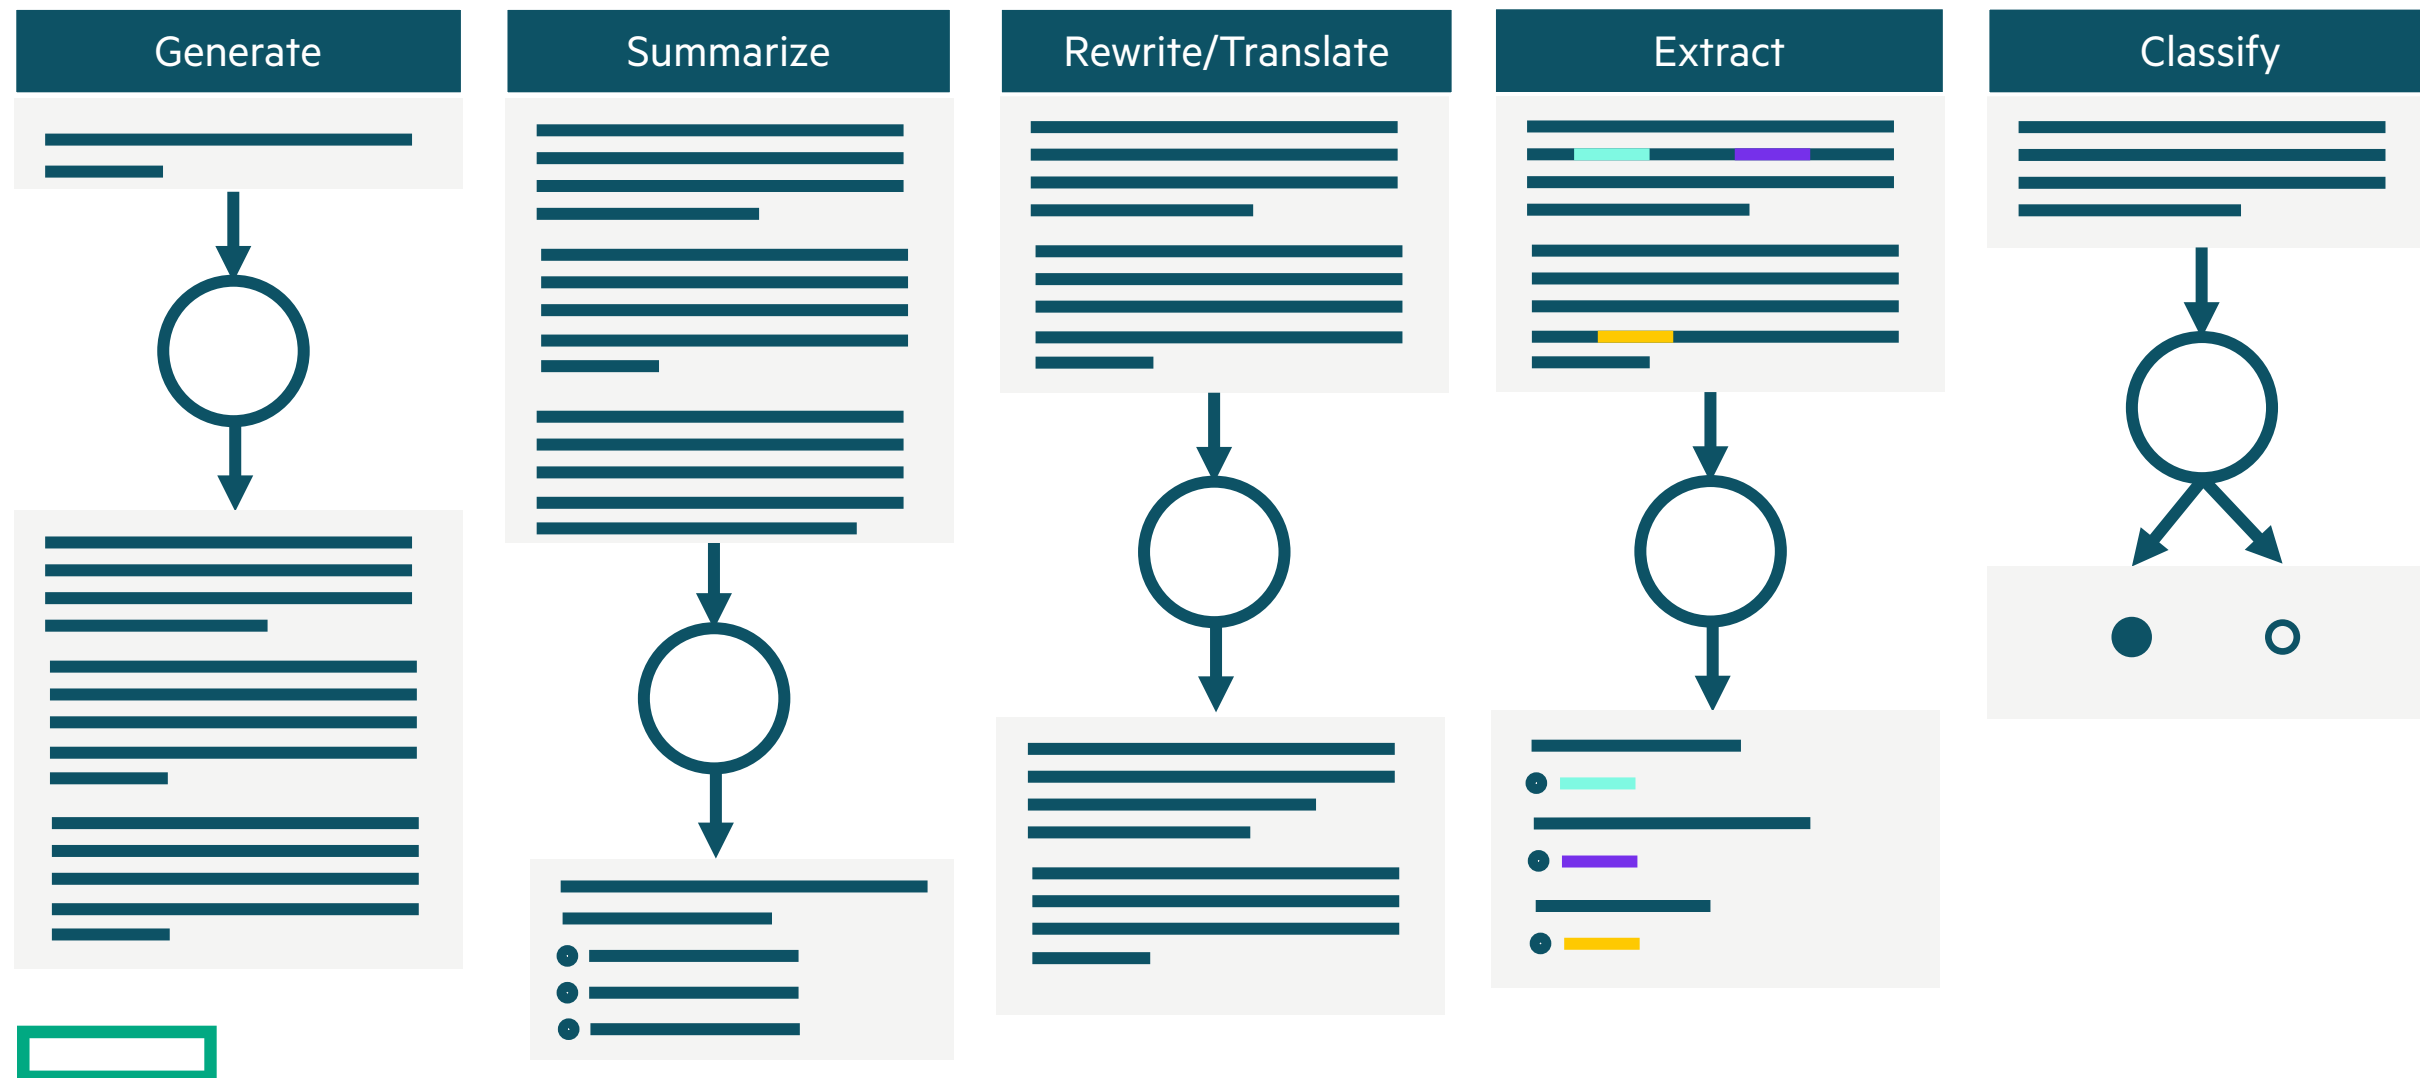 Generate
Summarize
Rewrite/Translate
Extract
Classify